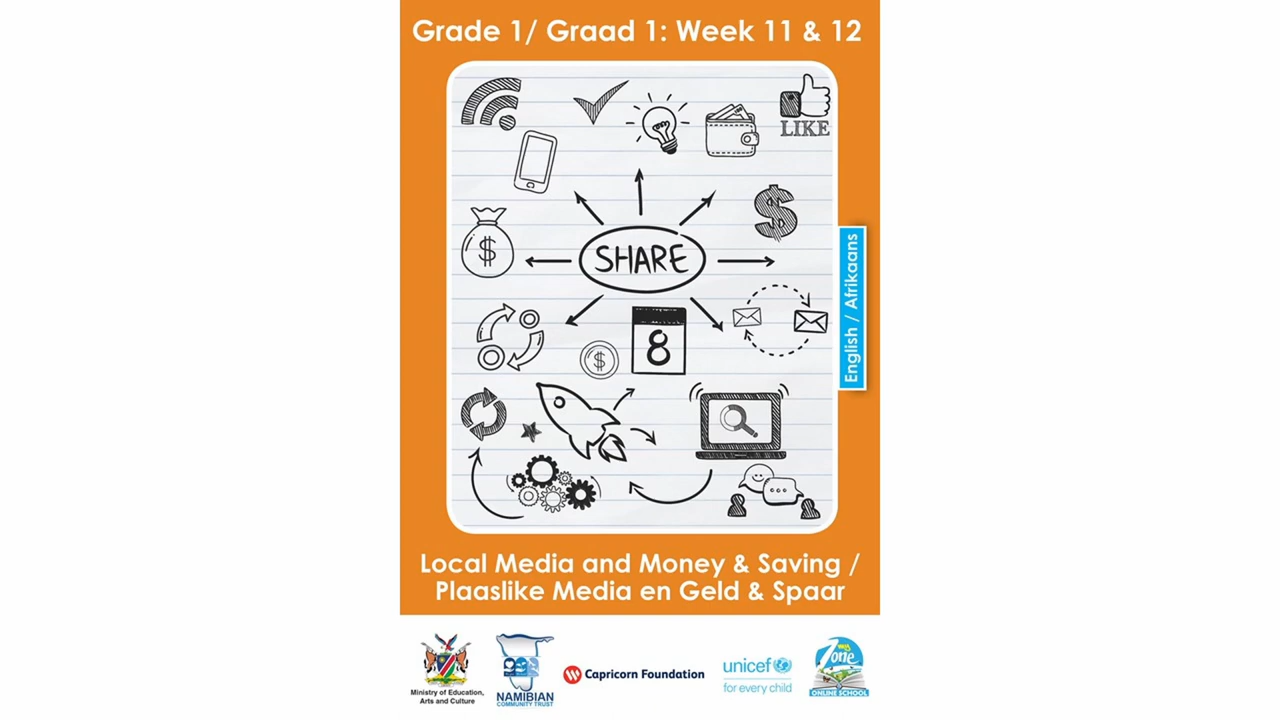 Grade 1/ Graad 1: Week 11 & 12
LIKE
$
$
SHARE
8
$
English / Afrikaans
Local Media and Money & Saving /
Plaaslike Media en Geld & Spaar
Ministry of Education,
Arts and Culture
NAMIBIAN
COMMUNITY TRUST
Capricorn Foundation
unicef
for every child
my
Zone
ONLINE SCHOOL